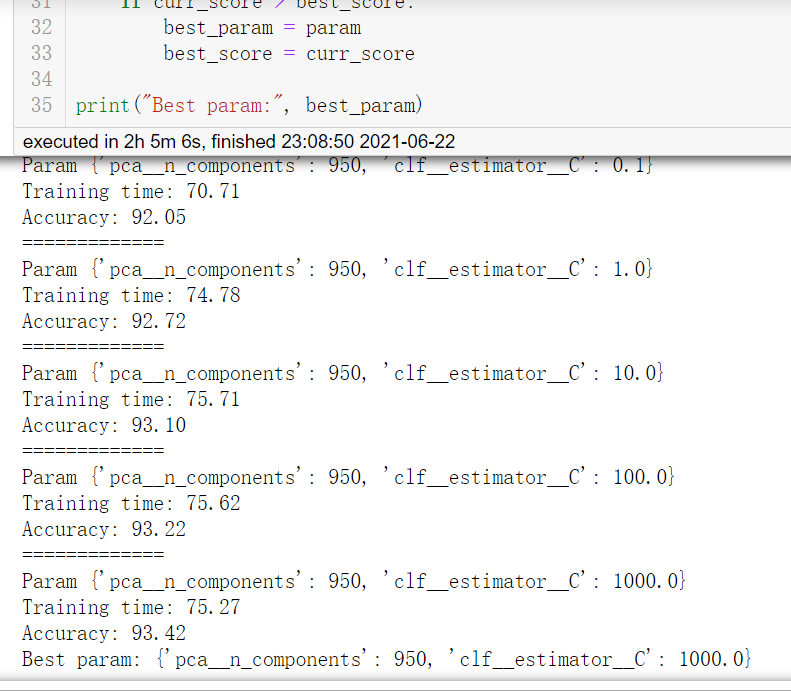 31 if curr_score > best_score:
32 best_param = param
33 best_score = curr_score
34
35 print("Best param:", best_param)
executed in 2h 5m 6s, finished 23:08:50 2021-06-22
Param {'pca__n_components': 950, 'clf__estimator__C': 0.1}
Training time: 70.71
Accuracy: 92.05
=============
Param {'pca__n_components': 950, 'clf__estimator__C': 1.0}
Training time: 74.78
Accuracy: 92.72
=============
Param {'pca__n_components': 950, 'clf__estimator__C': 10.0}
Training time: 75.71
Accuracy: 93.10
=============
Param {'pca__n_components': 950, 'clf__estimator__C': 100.0}
Training time: 75.62
Accuracy: 93.22
=============
Param {'pca__n_components': 950, 'clf__estimator__C': 1000.0}
Training time: 75.27
Accuracy: 93.42
Best param: {'pca__n_components': 950, 'clf__estimator__C': 1000.0}